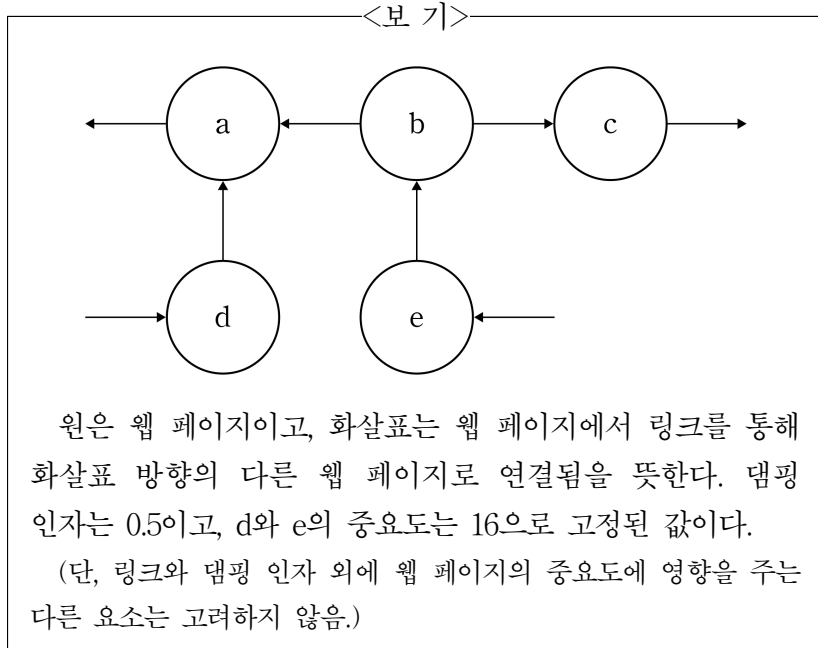 <보 기>
a b c
d e
원은 웹 페이지이고, 화살표는 웹 페이지에서 링크를 통해
화살표 방향의 다른 웹 페이지로 연결됨을 뜻한다. 댐핑
인자는 0.5이고, d와 e의 중요도는 16으로 고정된 값이다.
(단, 링크와 댐핑 인자 외에 웹 페이지의 중요도에 영향을 주는
다른 요소는 고려하지 않음.)